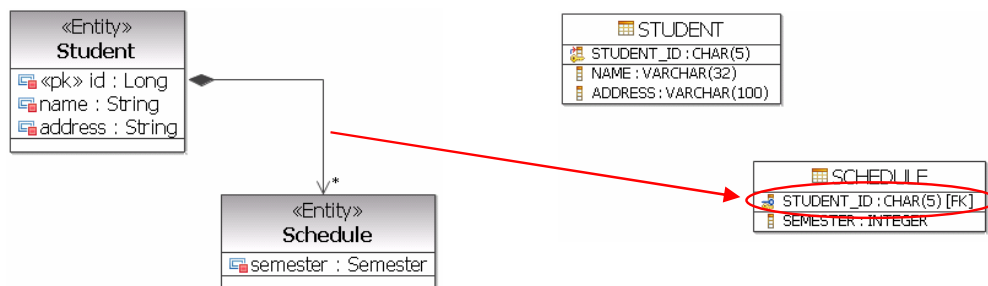 «Entity»
Student
«pk» id : Long
name : String
address : String
*
«Entity»
Schedule
semester : Semester
STUDENT
STUDENT_ID : CHAR(5)
NAME : VARCHAR(32)
ADDRESS : VARCHAR(100)
SCHEDULE
STUDENT_ID : CHAR(5) [FK]
SEMESTER : INTEGER